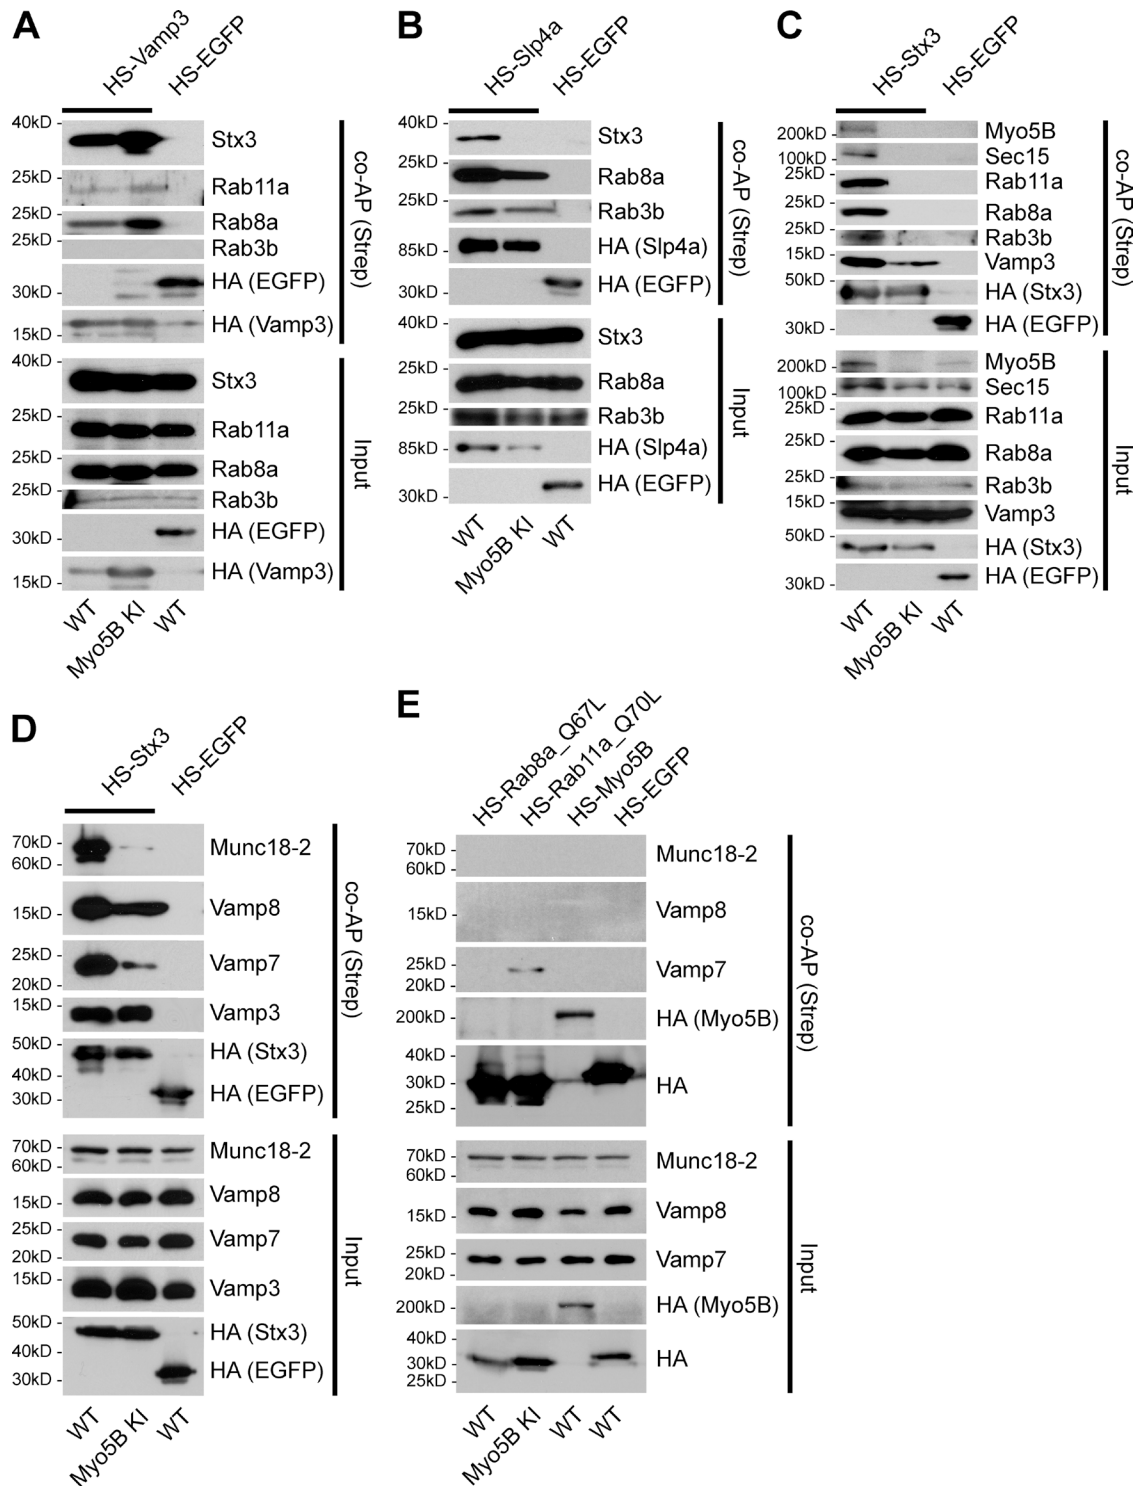 A
HS-Vamp3
HS-EGFP
40kD - Stx3
25kD - Rab11a
25kD - Rab8a
25kD - Rab3b
30kD - HA (EGFP)
15kD - HA (Vamp3)
co-AP (Strep)
40kD - Stx3
25kD - Rab11a
25kD - Rab8a
25kD - Rab3b
30kD - HA (EGFP)
15kD - HA (Vamp3)
Input
WT
Myo5B KI
WT
B
HS-Slp4a
HS-EGFP
40kD - Stx3
25kD - Rab8a
25kD - Rab3b
85kD - HA (Slp4a)
30kD - HA (EGFP)
co-AP (Strep)
40kD - Stx3
25kD - Rab8a
25kD - Rab3b
85kD - HA (Slp4a)
30kD - HA (EGFP)
Input
WT
Myo5B KI
WT
C
HS-Stx3
HS-EGFP
200kD - Myo5B
100kD - Sec15
25kD - Rab11a
25kD - Rab8a
25kD - Rab3b
15kD - Vamp3
50kD - HA (Stx3)
30kD - HA (EGFP)
co-AP (Strep)
200kD - Myo5B
100kD - Sec15
25kD - Rab11a
25kD - Rab8a
25kD - Rab3b
15kD - Vamp3
50kD - HA (Stx3)
30kD - HA (EGFP)
Input
WT
Myo5B KI
WT
D
HS-Stx3
HS-EGFP
70kD - Munc18-2
60kD -
15kD - Vamp8
25kD - Vamp7
20kD -
15kD - Vamp3
50kD - HA (Stx3)
40kD -
30kD - HA (EGFP)
co-AP (Strep)
70kD - Munc18-2
60kD -
15kD - Vamp8
25kD - Vamp7
20kD -
15kD - Vamp3
50kD - HA (Stx3)
40kD -
30kD - HA (EGFP)
Input
WT
Myo5B KI
WT
E
HS-Rab8a_Q67L
HS-Rab11a_Q70L
HS-Myo5B
HS-EGFP
70kD - Munc18-2
60kD -
15kD - Vamp8
25kD - Vamp7
20kD -
200kD - HA (Myo5B)
40kD -
30kD - HA
25kD -
co-AP (Strep)
70kD - Munc18-2
60kD -
15kD - Vamp8
25kD - Vamp7
20kD -
200kD - HA (Myo5B)
40kD -
30kD - HA
25kD -
Input
WT
Myo5B KI
WT
WT